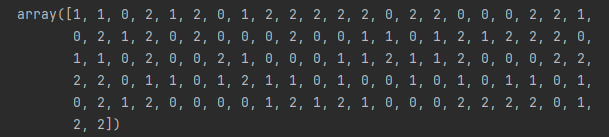 array([1, 1, 0, 2, 1, 2, 0, 1, 2, 2, 2, 2, 2, 0, 2, 2, 0, 0, 0, 2, 2, 1,
0, 2, 1, 2, 0, 2, 0, 0, 0, 2, 0, 0, 1, 1, 0, 1, 2, 1, 2, 2, 2, 0,
1, 1, 0, 2, 0, 0, 2, 1, 0, 0, 0, 1, 1, 2, 1, 1, 2, 0, 0, 0, 2, 2,
2, 2, 0, 1, 1, 0, 1, 2, 1, 1, 0, 1, 0, 0, 1, 0, 1, 0, 1, 1, 0, 1,
0, 2, 1, 2, 0, 0, 0, 0, 1, 2, 1, 2, 1, 0, 0, 0, 2, 2, 2, 2, 0, 1,
2, 2])